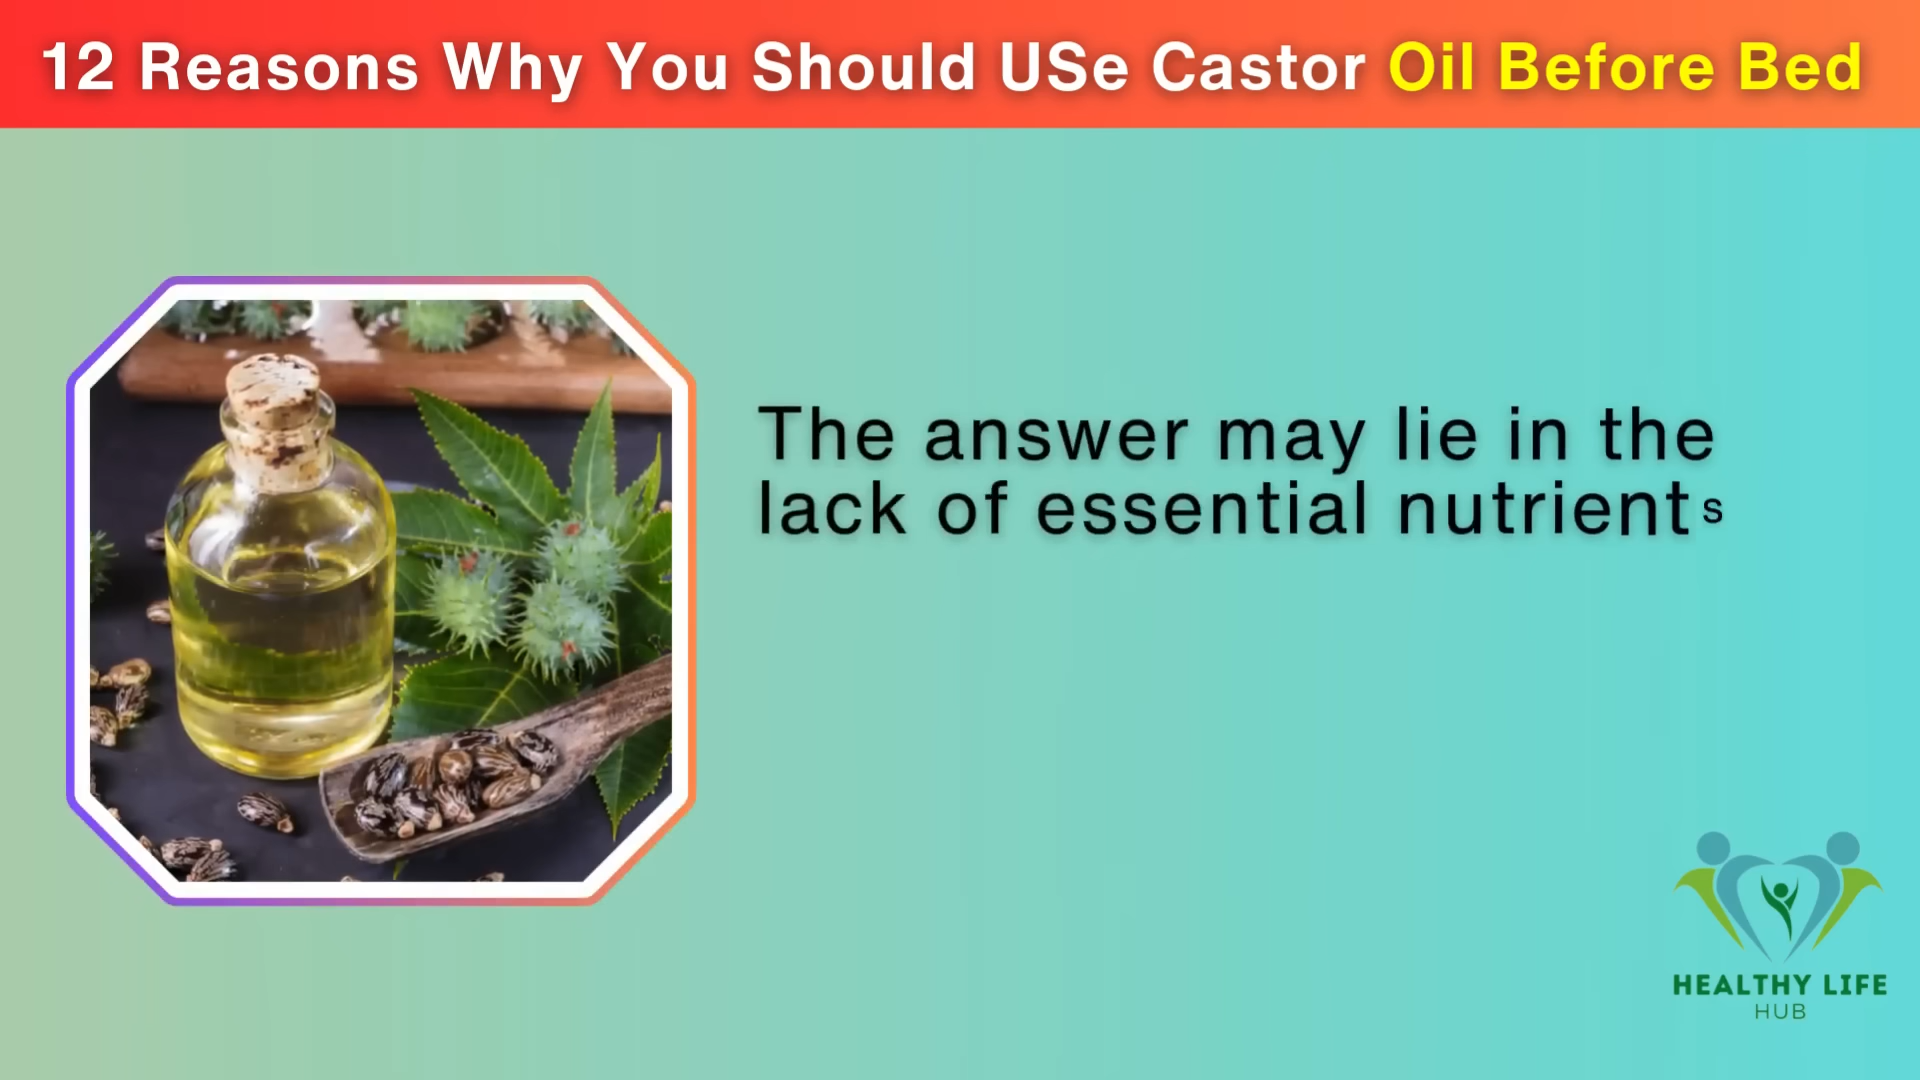 12 Reasons Why You Should USe Castor Oil Before Bed
The answer may lie in the
lack of essential nutrients
HEALTHY LIFE
HUB